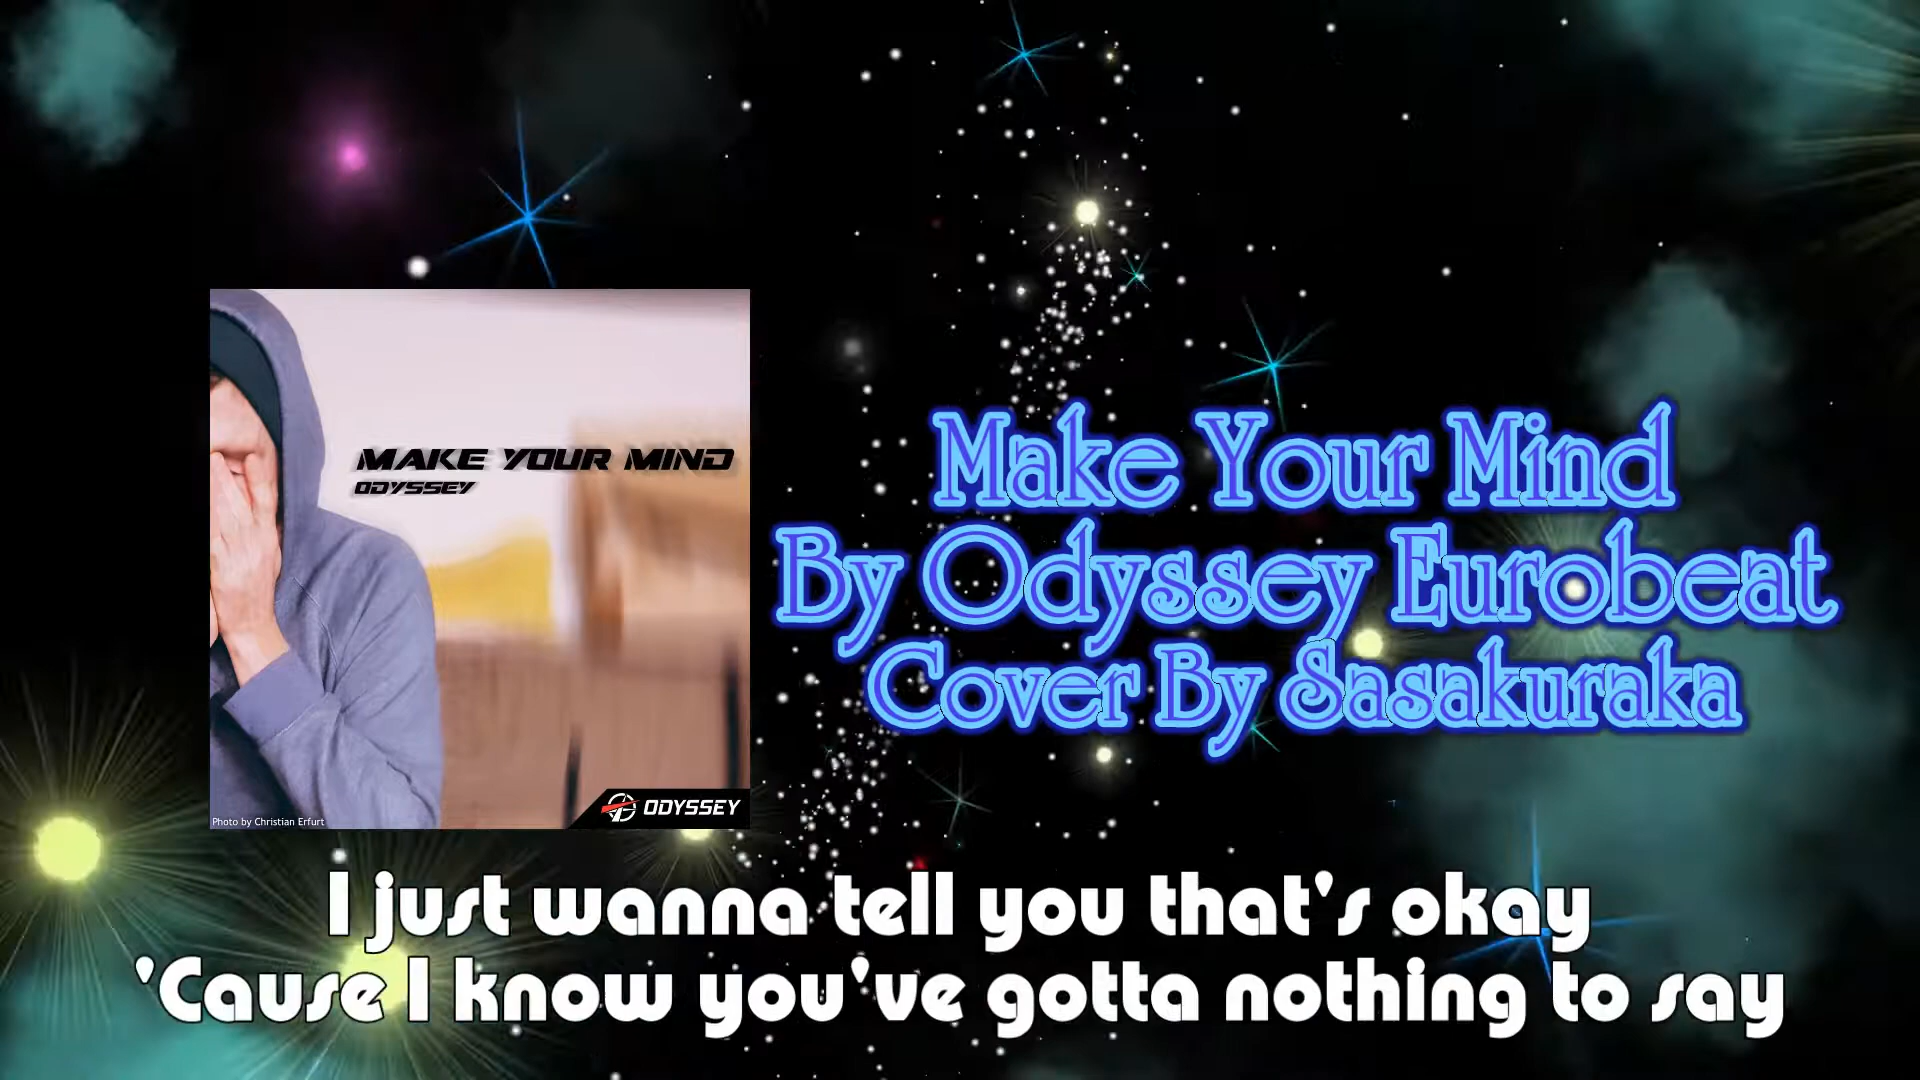 MAKE YOUR MIND
ODYSSEY
ODYSSEY
Photo by Christian Erfurt
Make Your Mind
By Odyssey Eurobeat
Cover By Sasakuraka
I just wanna tell you that's okay
'Cause I know you've gotta nothing to say